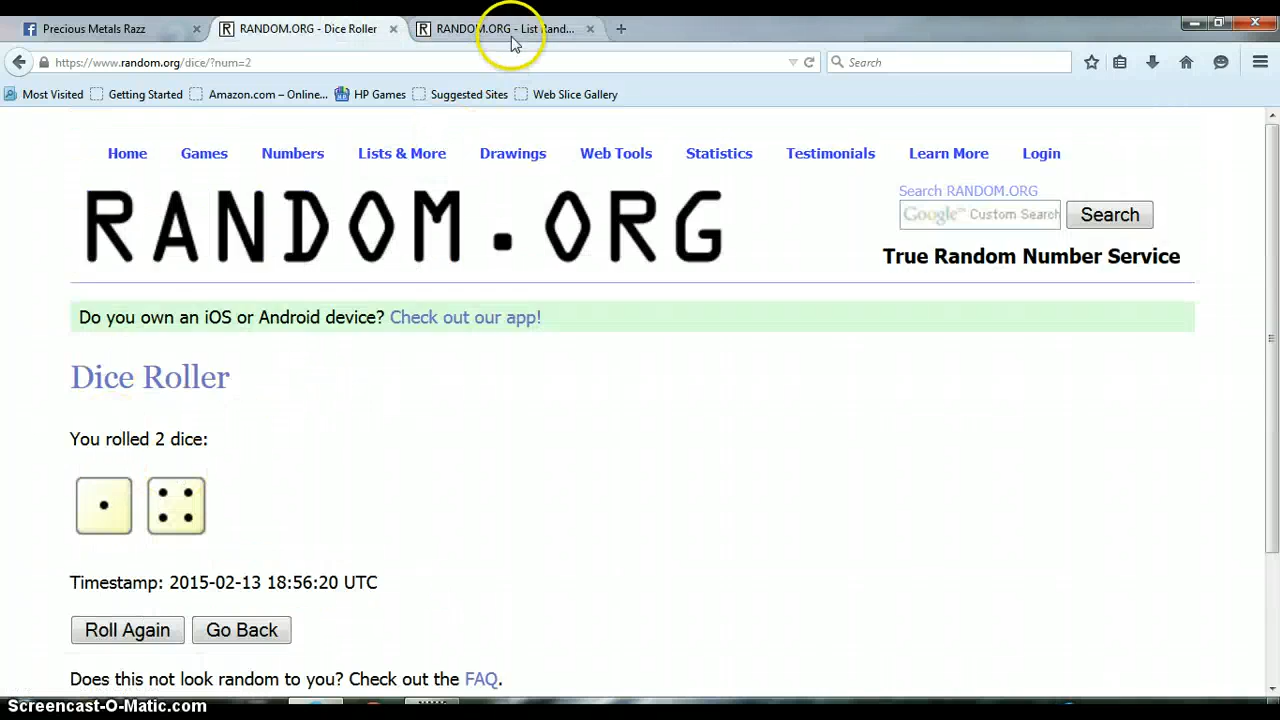 Precious Metals Razz
RANDOM.ORG - Dice Roller
RANDOM.ORG - List Rand...
https://www.random.org/dice/?num=2
Search
Most Visited Getting Started Amazon.com – Online... HP Games Suggested Sites Web Slice Gallery
Home Games Numbers Lists & More Drawings Web Tools Statistics Testimonials Learn More Login
RANDOM.ORG
Search RANDOM.ORG
Google™ Custom Search Search
True Random Number Service
Do you own an iOS or Android device? Check out our app!
Dice Roller
You rolled 2 dice:
Timestamp: 2015-02-13 18:56:20 UTC
Roll Again Go Back
Does this not look random to you? Check out the FAQ.
Screencast-O-Matic.com